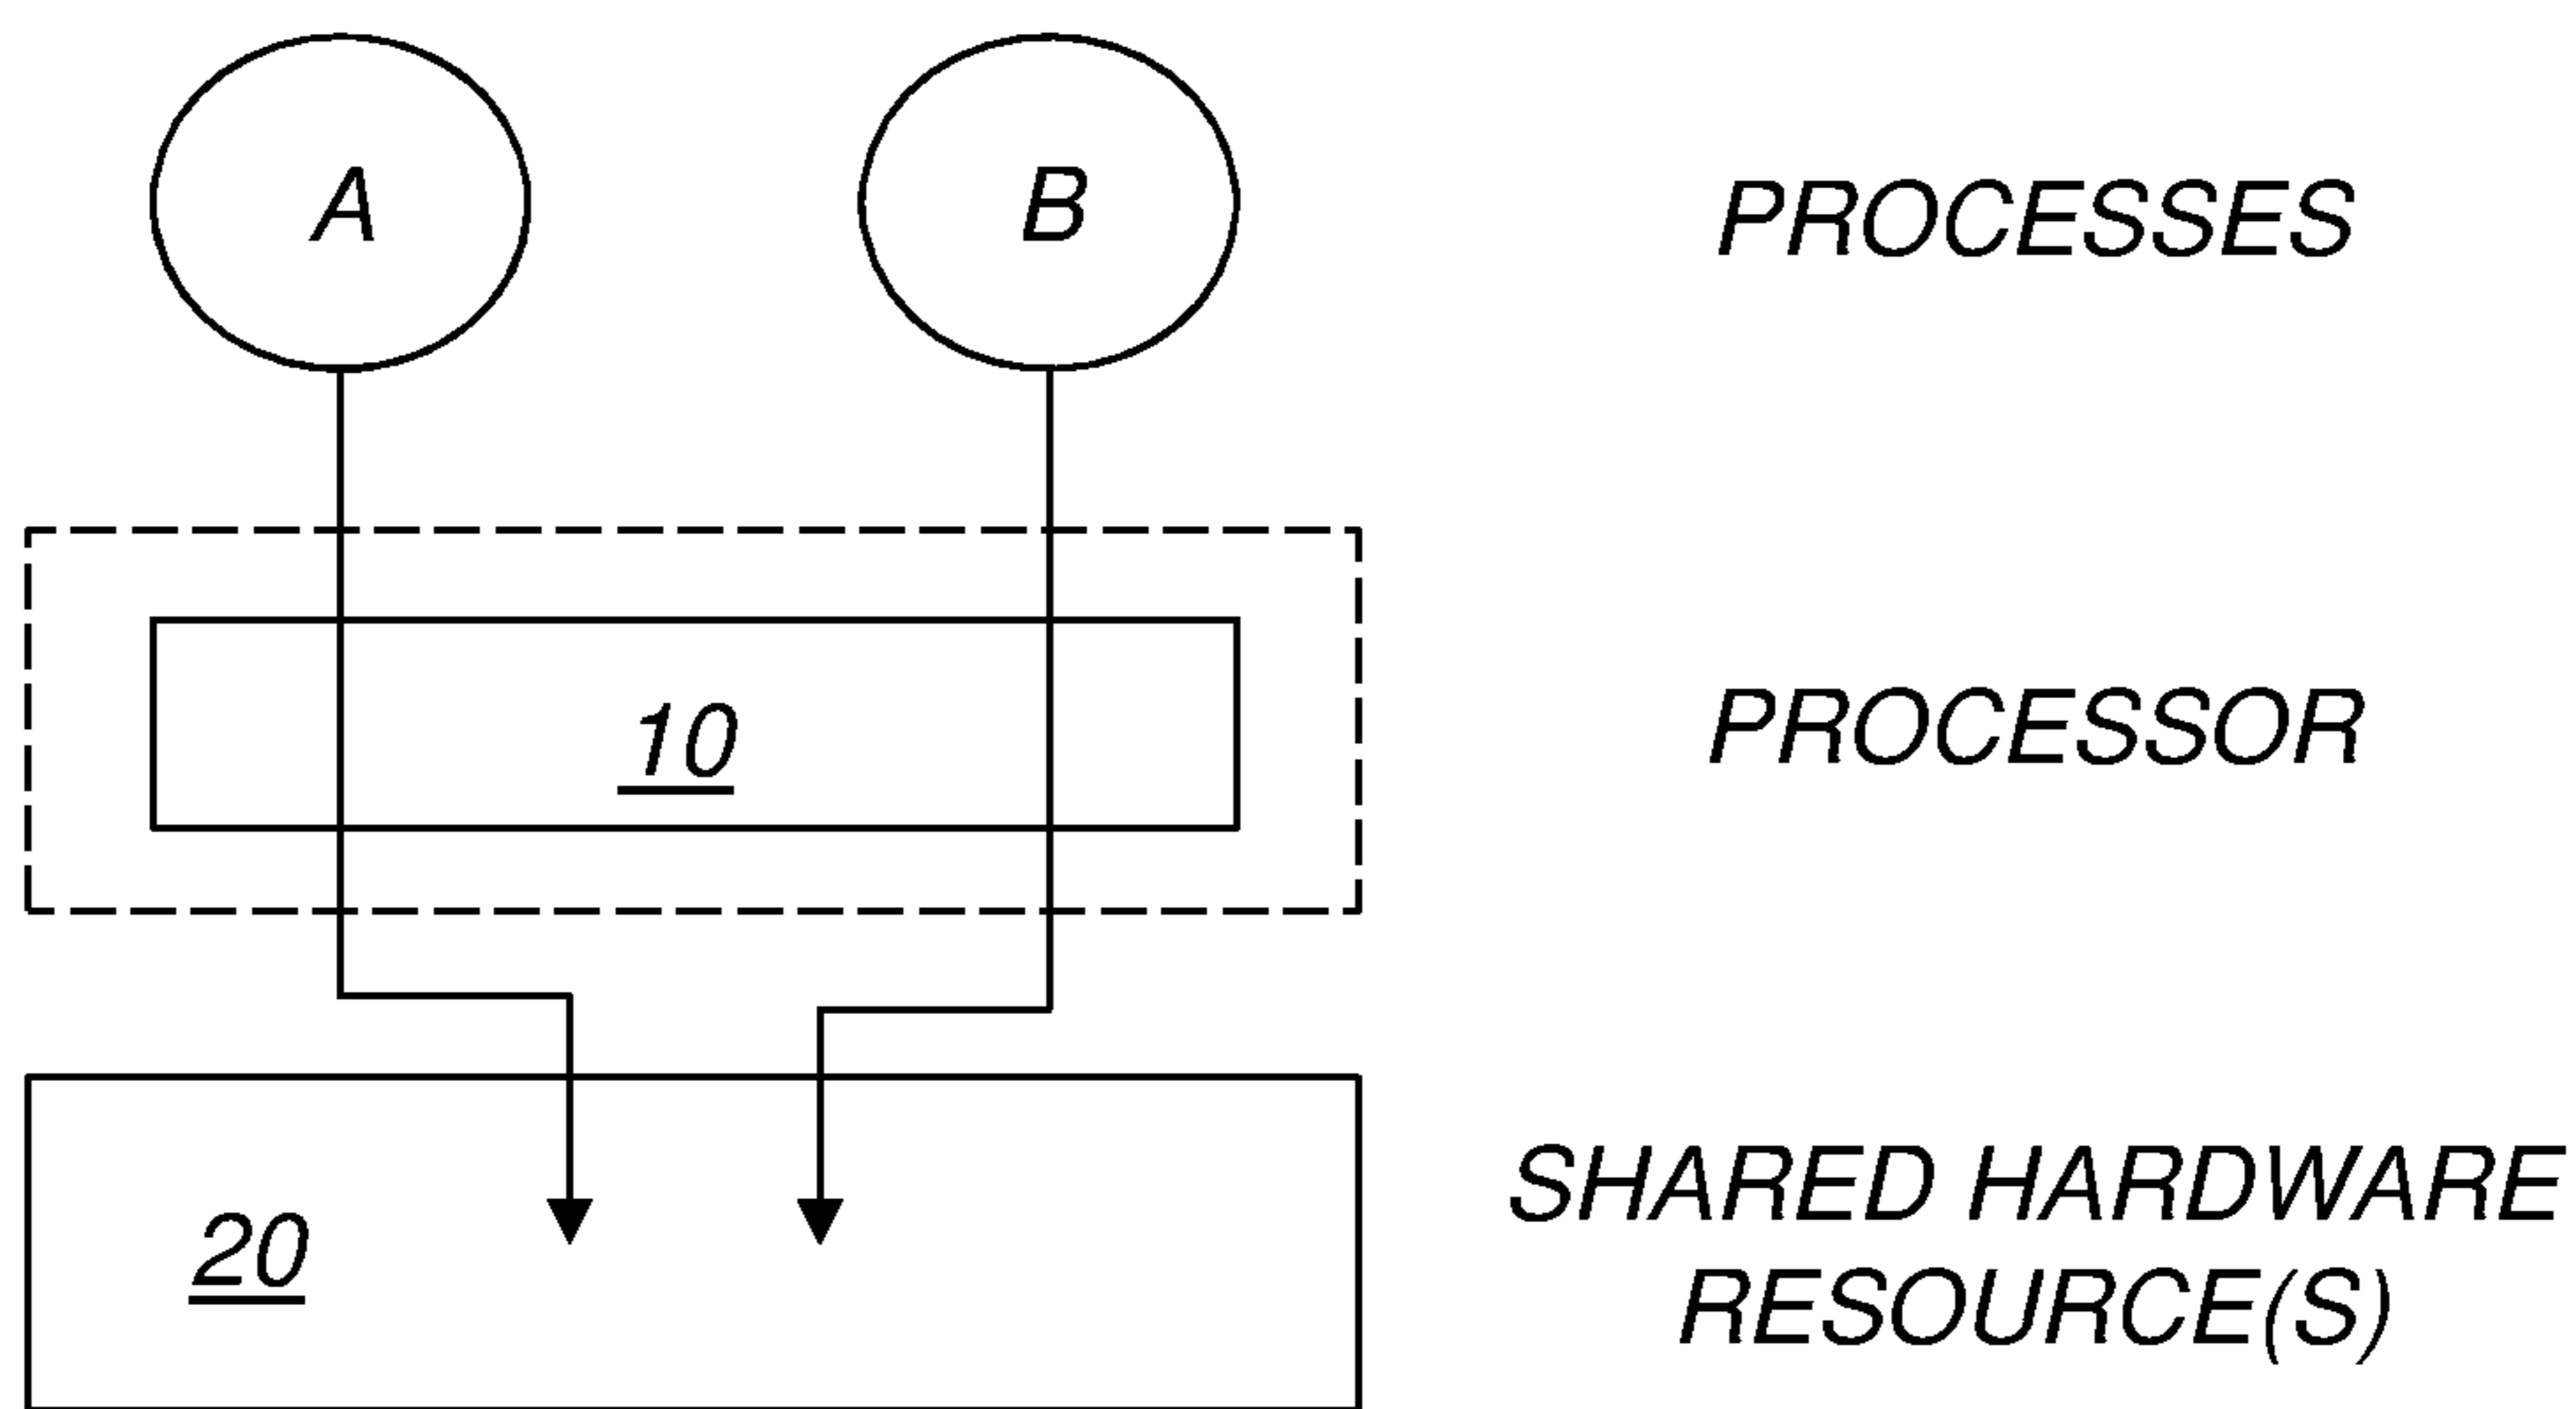 A
B
PROCESSES
10
PROCESSOR
20
SHARED HARDWARE
RESOURCE(S)